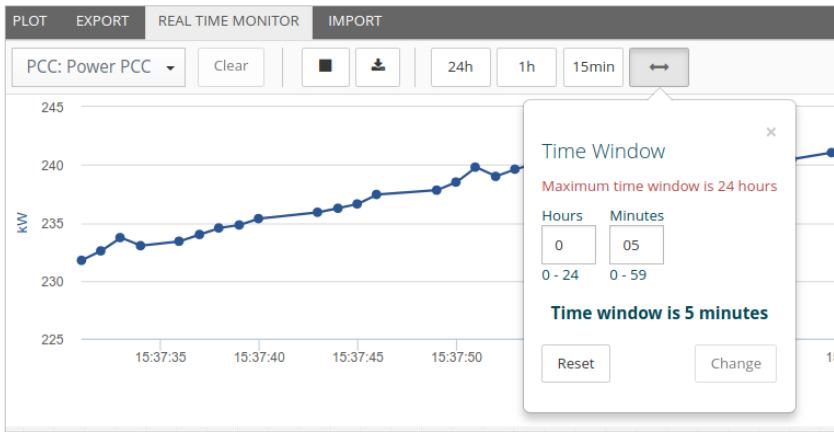 PLOT EXPORT REAL TIME MONITOR IMPORT
PCC: Power PCC Clear 24h 1h 15min
245
240
235
230
225
kW
15:37:35 15:37:40 15:37:45 15:37:50
×
Time Window
Maximum time window is 24 hours
Hours Minutes
0 05
0 - 24 0 - 59
Time window is 5 minutes
Reset Change